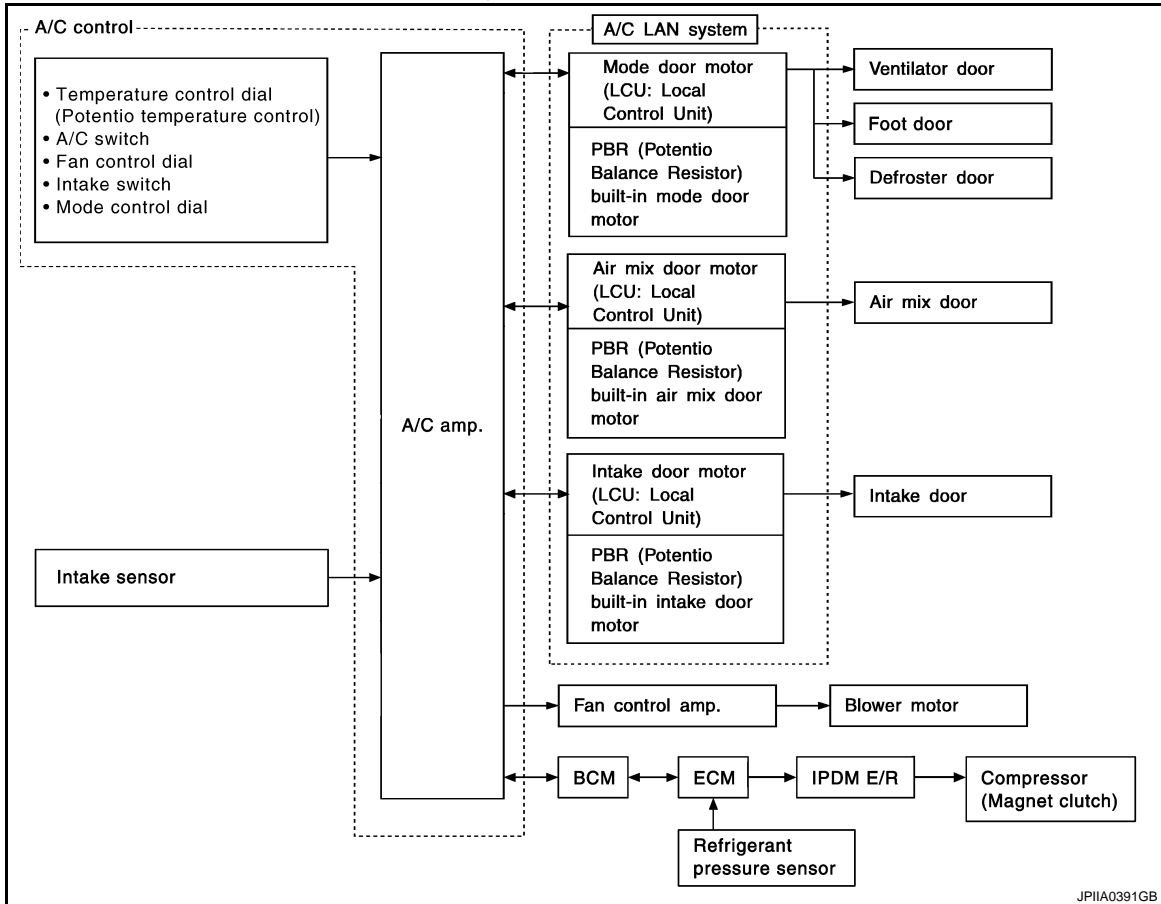 A/C control
• Temperature control dial
(Potentio temperature control)
• A/C switch
• Fan control dial
• Intake switch
• Mode control dial
Intake sensor
A/C amp.
A/C LAN system
Mode door motor
(LCU: Local
Control Unit)
PBR (Potentio
Balance Resistor)
built-in mode door
motor
Air mix door motor
(LCU: Local
Control Unit)
PBR (Potentio
Balance Resistor)
built-in air mix door
motor
Intake door motor
(LCU: Local
Control Unit)
PBR (Potentio
Balance Resistor)
built-in intake door
motor
Ventilator door
Foot door
Defroster door
Air mix door
Intake door
Fan control amp.
Blower motor
BCM
ECM
IPDM E/R
Compressor
(Magnet clutch)
Refrigerant
pressure sensor
JPIIA0391GB